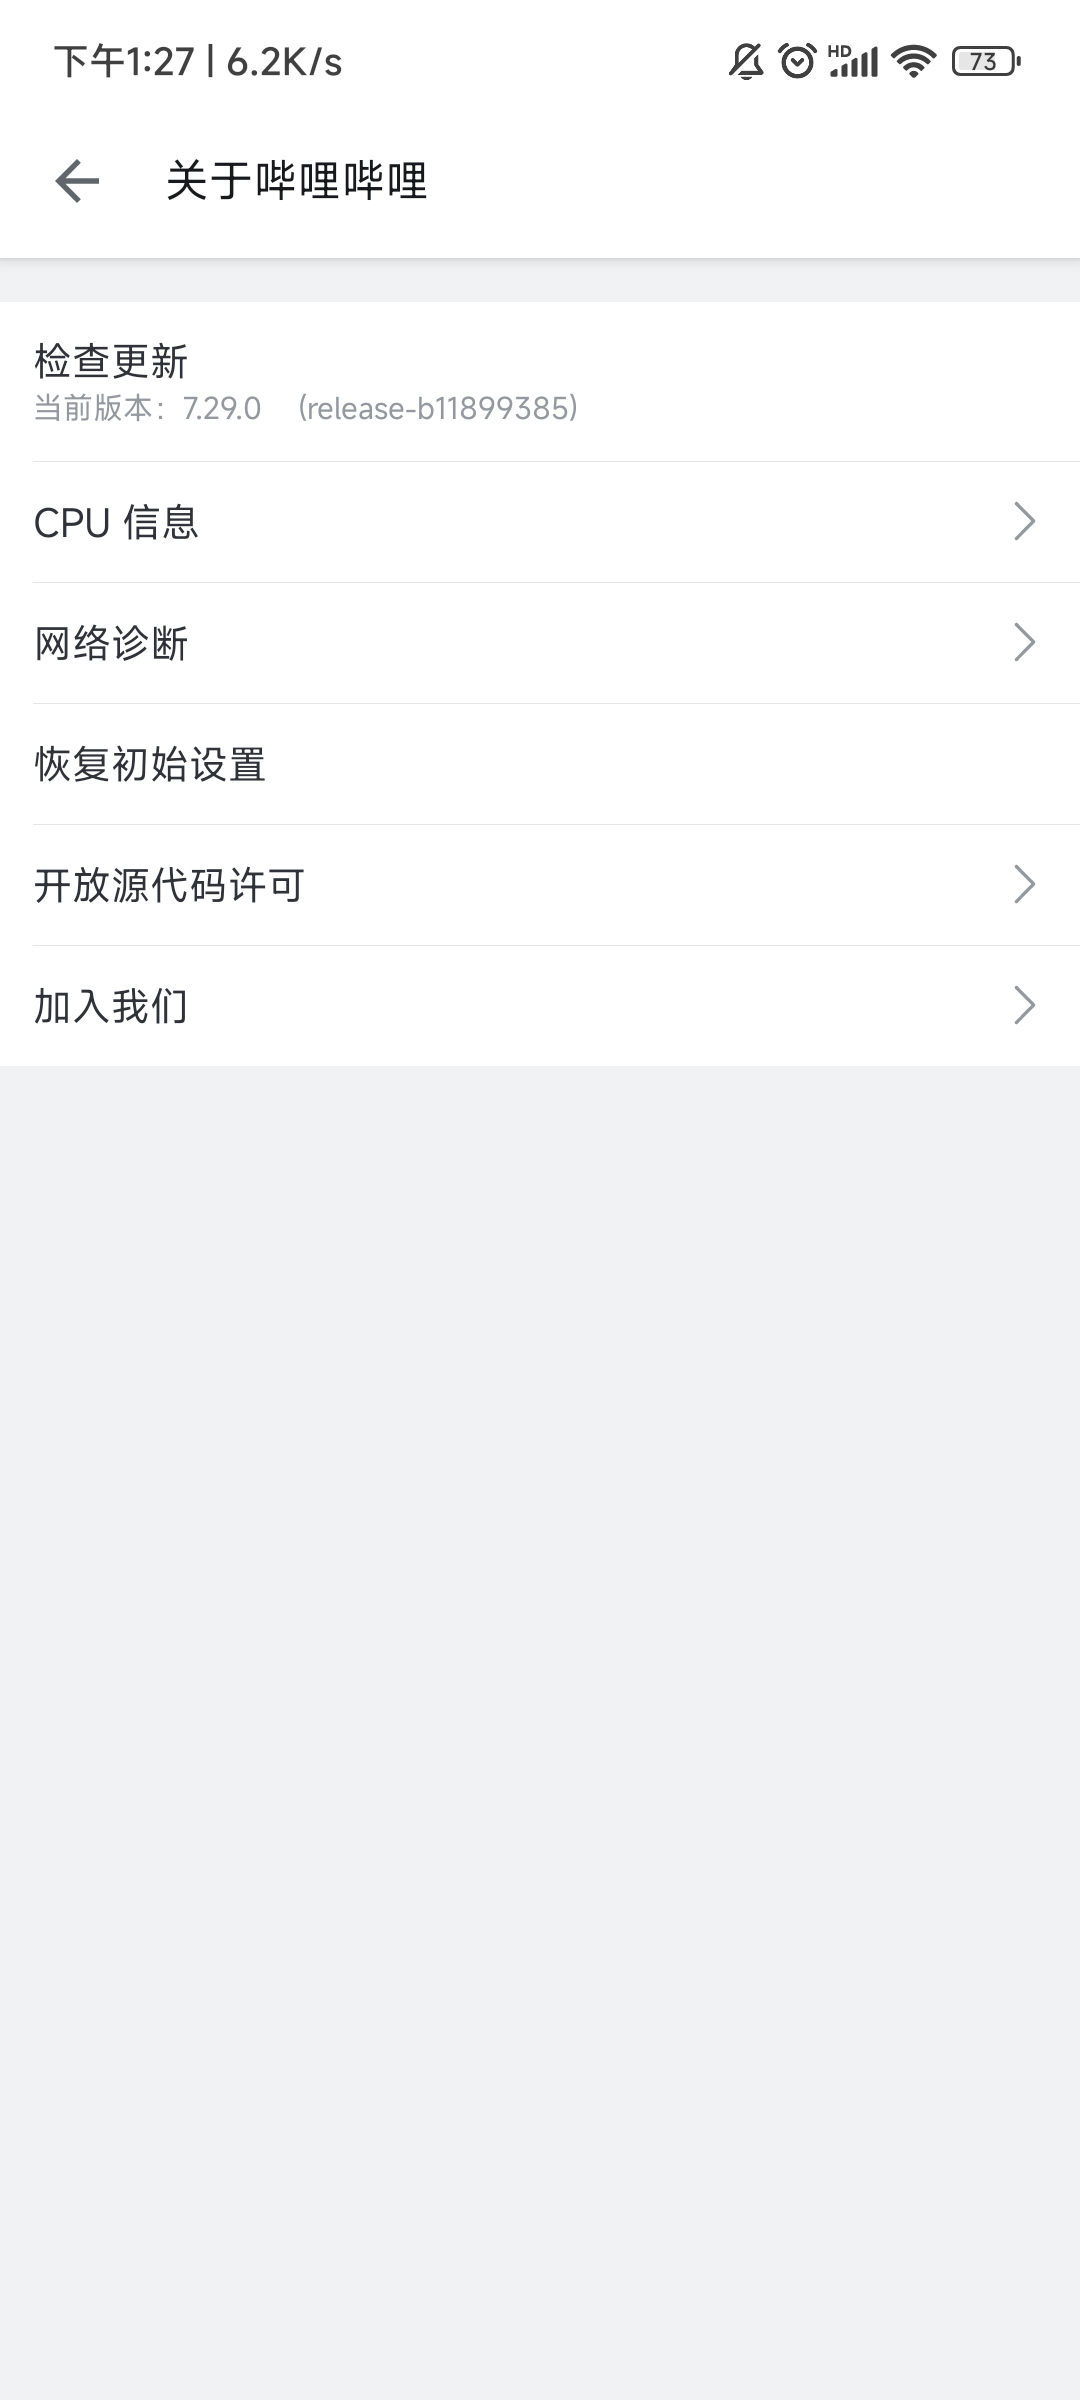 下午1:27 | 6.2K/s
HD
73
关于哔哩哔哩
检查更新
当前版本：7.29.0 (release-b11899385)
CPU 信息
网络诊断
恢复初始设置
开放源代码许可
加入我们